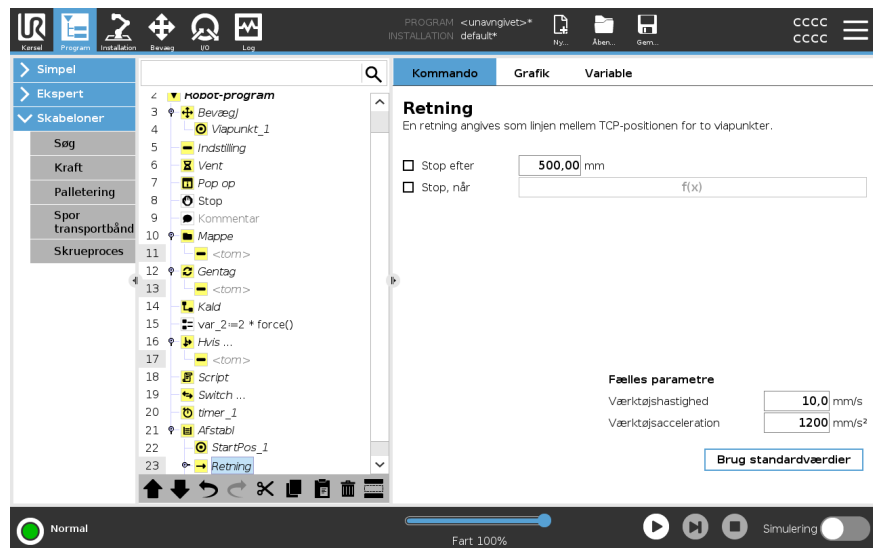 PROGRAM <unavngivet>*
INSTALLATION default*
Kørsel
Program
Installation
Bevæg
I/O
Log
Ny...
Åben...
Gem...
CCCC
CCCC
Simpel
Ekspert
Skabeloner
Søg
Kraft
Palletering
Spor
transportbånd
Skrueproces
2 Robot-program
3 BevægJ
4 Viapunkt_1
5 Indstilling
6 Vent
7 Pop op
8 Stop
9 Kommentar
10 Mappe
11 <tom>
12 Gentag
13 <tom>
14 Kald
15 var_2:=2 * force()
16 Hvis ...
17 <tom>
18 Script
19 Switch ...
20 timer_1
21 Afstabl
22 StartPos_1
23 Retning
Kommando
Grafik
Variable
Retning
En retning angives som linjen mellem TCP-positionen for to viapunkter.
Stop efter 500,00 mm
Stop, når f(x)
Fælles parametre
Værktøjshastighed 10,0 mm/s
Værktøjsacceleration 1200 mm/s²
Brug standardværdier
Normal
Fart 100%
Simulering